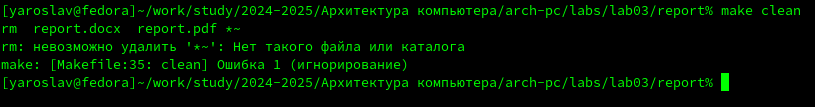 [yaroslav@fedora]~/work/study/2024-2025/Архитектура компьютера/arch-pc/labs/lab03/report% make clean
rm  report.docx  report.pdf *~
rm: невозможно удалить '*~': Нет такого файла или каталога
make: [Makefile:35: clean] Ошибка 1 (игнорирование)
[yaroslav@fedora]~/work/study/2024-2025/Архитектура компьютера/arch-pc/labs/lab03/report%